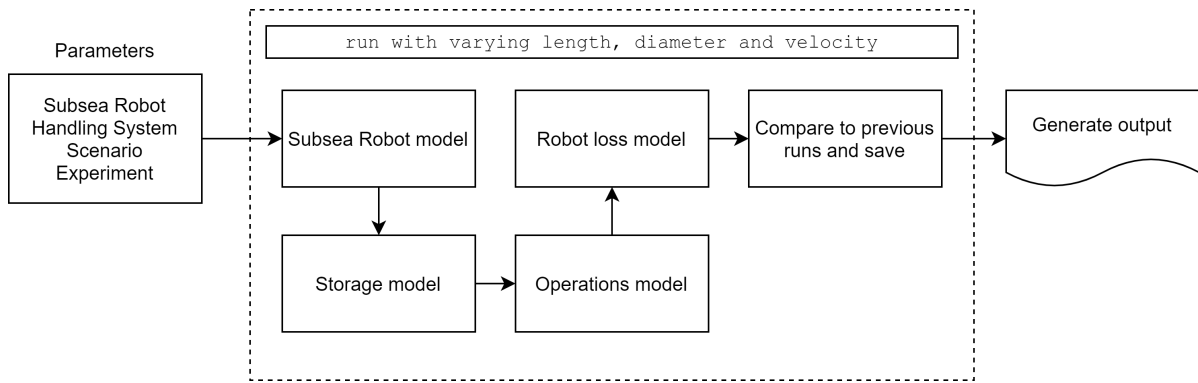 Parameters
Subsea Robot
Handling System
Scenario
Experiment
run with varying length, diameter and velocity
Subsea Robot model
Robot loss model
Compare to previous
runs and save
Generate output
Storage model
Operations model